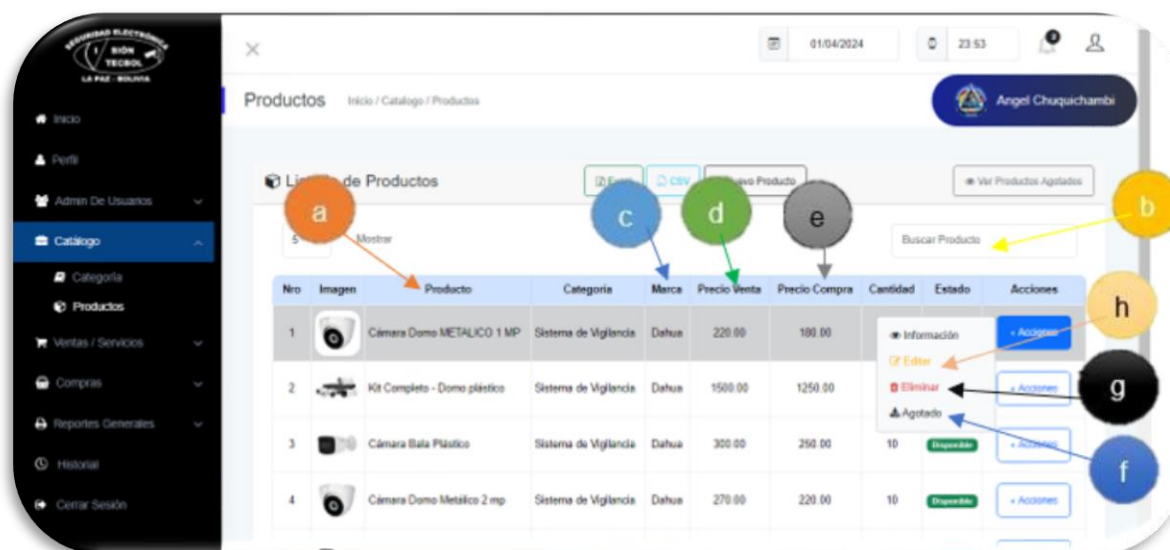 SEGURIDAD ELECTRÓNICA
SIÓN
TECBOL
LA PAZ - BOLIVIA
01/04/2024
23:53
Productos
Inicio / Catalogo / Productos
Angel Chuquichambi
Inicio
Perfil
Admin De Usuarios
Catálogo
Categoría
Productos
Ventas / Servicios
Compras
Reportes Generales
Historial
Cerrar Sesión
de Productos
CSV
Producto
Ver Productos Agotados
a
c
d
e
b
5
Mostrar
Buscar Producto
Nro Imagen Producto Categoria Marca Precio Venta Precio Compra Cantidad Estado Acciones
1 Cámara Domo METALICO 1 MP Sistema de Vigilancia Dahua 220.00 180.00 + Acciones
Información
Editar
Eliminar
Agotado
h
g
f
2 Kit Completo - Domo plástico Sistema de Vigilancia Dahua 1500.00 1250.00 + Acciones
3 Cámara Bala Plástico Sistema de Vigilancia Dahua 300.00 250.00 10 Disponible + Acciones
4 Cámara Domo Metálico 2 mp Sistema de Vigilancia Dahua 270.00 220.00 10 Disponible + Acciones